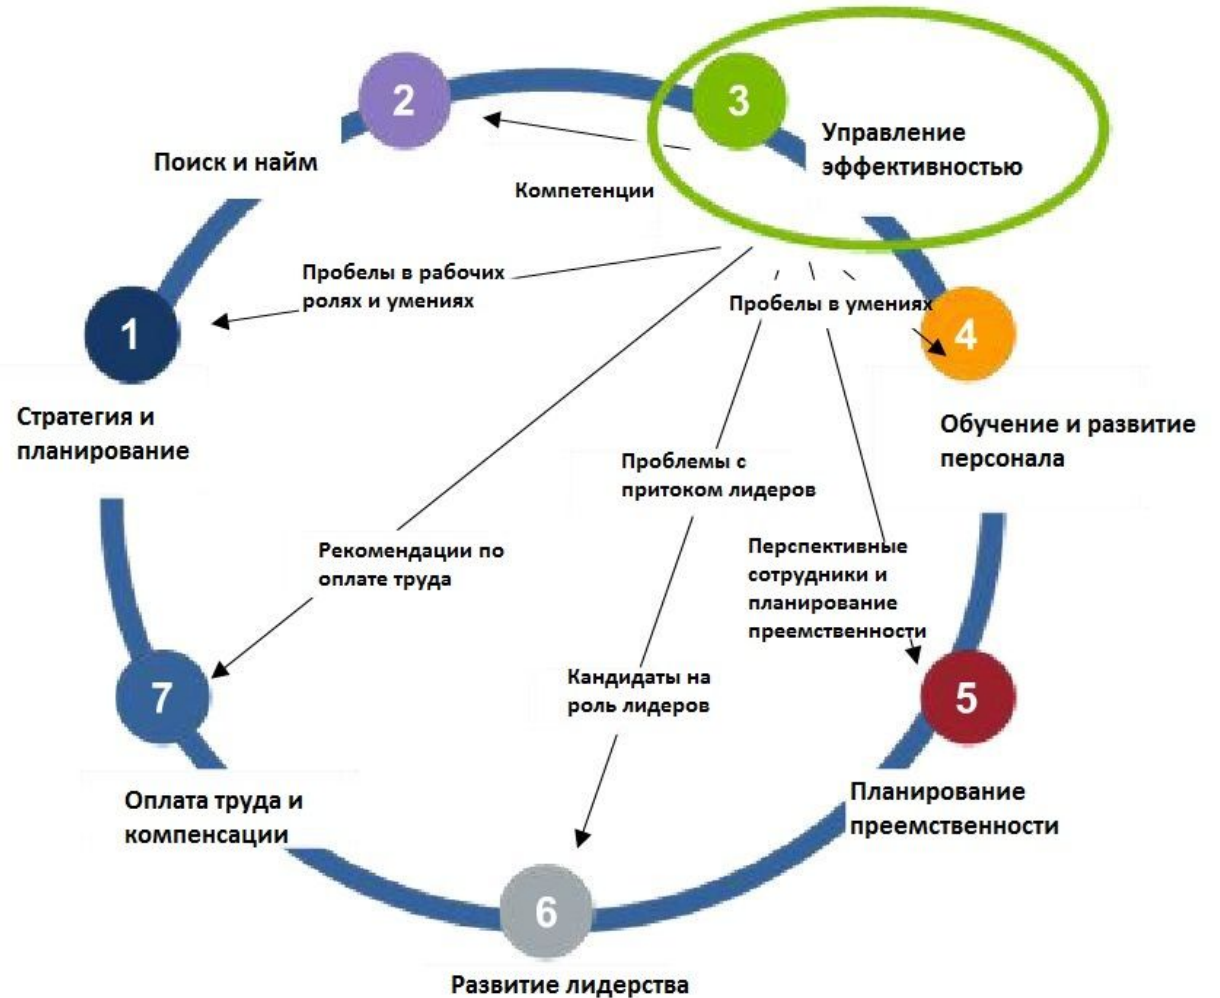 2
3
Управление
эффективностью
Поиск и найм
Компетенции
Пробелы в рабочих
ролях и умениях
Пробелы в умениях
1
4
Стратегия и
планирование
Обучение и развитие
персонала
Проблемы с
притоком лидеров
Рекомендации по
оплате труда
Перспективные
сотрудники и
планирование
преемственности
Кандидаты на
роль лидеров
7
5
Оплата труда и
компенсации
Планирование
преемственности
6
Развитие лидерства